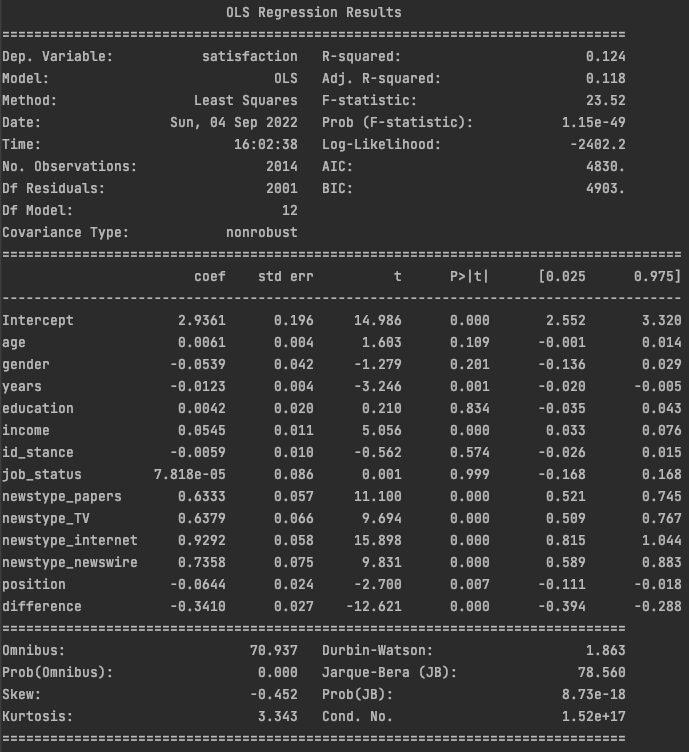 OLS Regression Results
==============================================================================
Dep. Variable: satisfaction R-squared: 0.124
Model: OLS Adj. R-squared: 0.118
Method: Least Squares F-statistic: 23.52
Date: Sun, 04 Sep 2022 Prob (F-statistic): 1.15e-49
Time: 16:02:38 Log-Likelihood: -2402.2
No. Observations: 2014 AIC: 4830.
Df Residuals: 2001 BIC: 4903.
Df Model: 12
Covariance Type: nonrobust
=====================================================================================
coef std err t P>|t| [0.025 0.975]
-------------------------------------------------------------------------------------
Intercept 2.9361 0.196 14.986 0.000 2.552 3.320
age 0.0061 0.004 1.603 0.109 -0.001 0.014
gender -0.0539 0.042 -1.279 0.201 -0.136 0.029
years -0.0123 0.004 -3.246 0.001 -0.020 -0.005
education 0.0042 0.020 0.210 0.834 -0.035 0.043
income 0.0545 0.011 5.056 0.000 0.033 0.076
id_stance -0.0059 0.010 -0.562 0.574 -0.026 0.015
job_status 7.818e-05 0.086 0.001 0.999 -0.168 0.168
newstype_papers 0.6333 0.057 11.100 0.000 0.521 0.745
newstype_TV 0.6379 0.066 9.694 0.000 0.509 0.767
newstype_internet 0.9292 0.058 15.898 0.000 0.815 1.044
newstype_newswire 0.7358 0.075 9.831 0.000 0.589 0.883
position -0.0644 0.024 -2.700 0.007 -0.111 -0.018
difference -0.3410 0.027 -12.621 0.000 -0.394 -0.288
==============================================================================
Omnibus: 70.937 Durbin-Watson: 1.863
Prob(Omnibus): 0.000 Jarque-Bera (JB): 78.560
Skew: -0.452 Prob(JB): 8.73e-18
Kurtosis: 3.343 Cond. No. 1.52e+17
==============================================================================